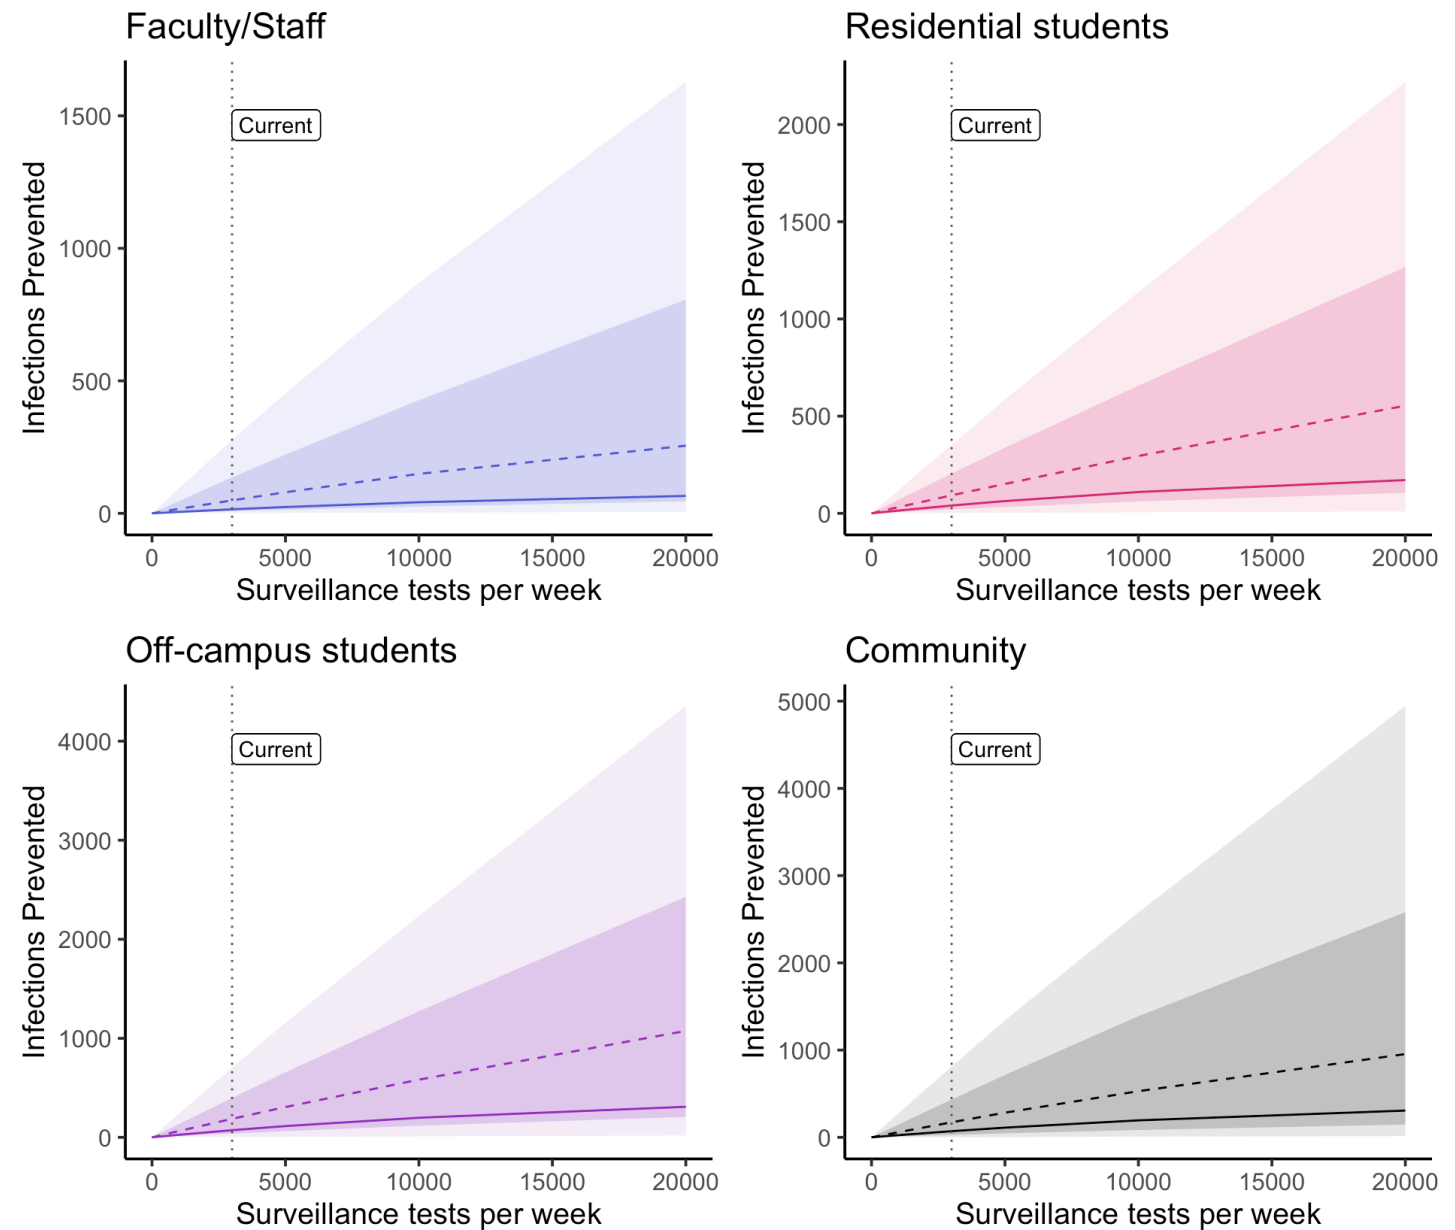 Faculty/Staff
Infections Prevented
1500
1000
500
0
Current
0 5000 10000 15000 20000
Surveillance tests per week
Residential students
Infections Prevented
2000
1500
1000
500
0
Current
0 5000 10000 15000 20000
Surveillance tests per week
Off-campus students
Infections Prevented
4000
3000
2000
1000
0
Current
0 5000 10000 15000 20000
Surveillance tests per week
Community
Infections Prevented
5000
4000
3000
2000
1000
0
Current
0 5000 10000 15000 20000
Surveillance tests per week